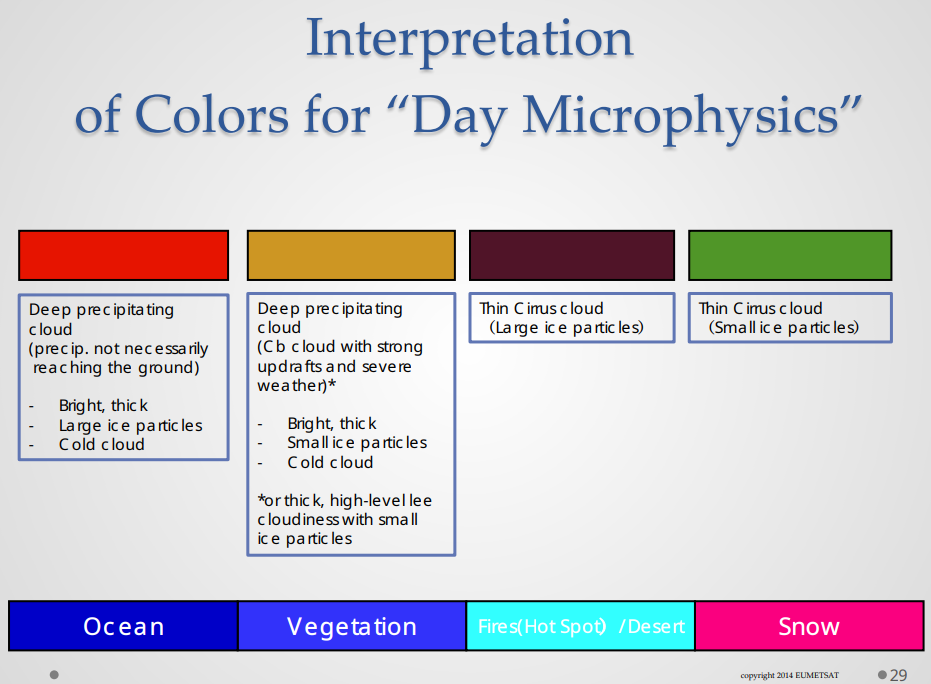 Interpretation
of Colors for “Day Microphysics”
Deep precipitating
cloud
(precip. not necessarily
reaching the ground)
- Bright, thick
- Large ice particles
- Cold cloud
Deep precipitating
cloud
(Cb cloud with strong
updrafts and severe
weather)*
- Bright, thick
- Small ice particles
- Cold cloud
*or thick, high-level lee
cloudiness with small
ice particles
Thin Cirrus cloud
（Large ice particles）
Thin Cirrus cloud
（Small ice particles）
Ocean
Vegetation
Fires(Hot Spot）/Desert
Snow
copyright 2014 EUMETSAT
29